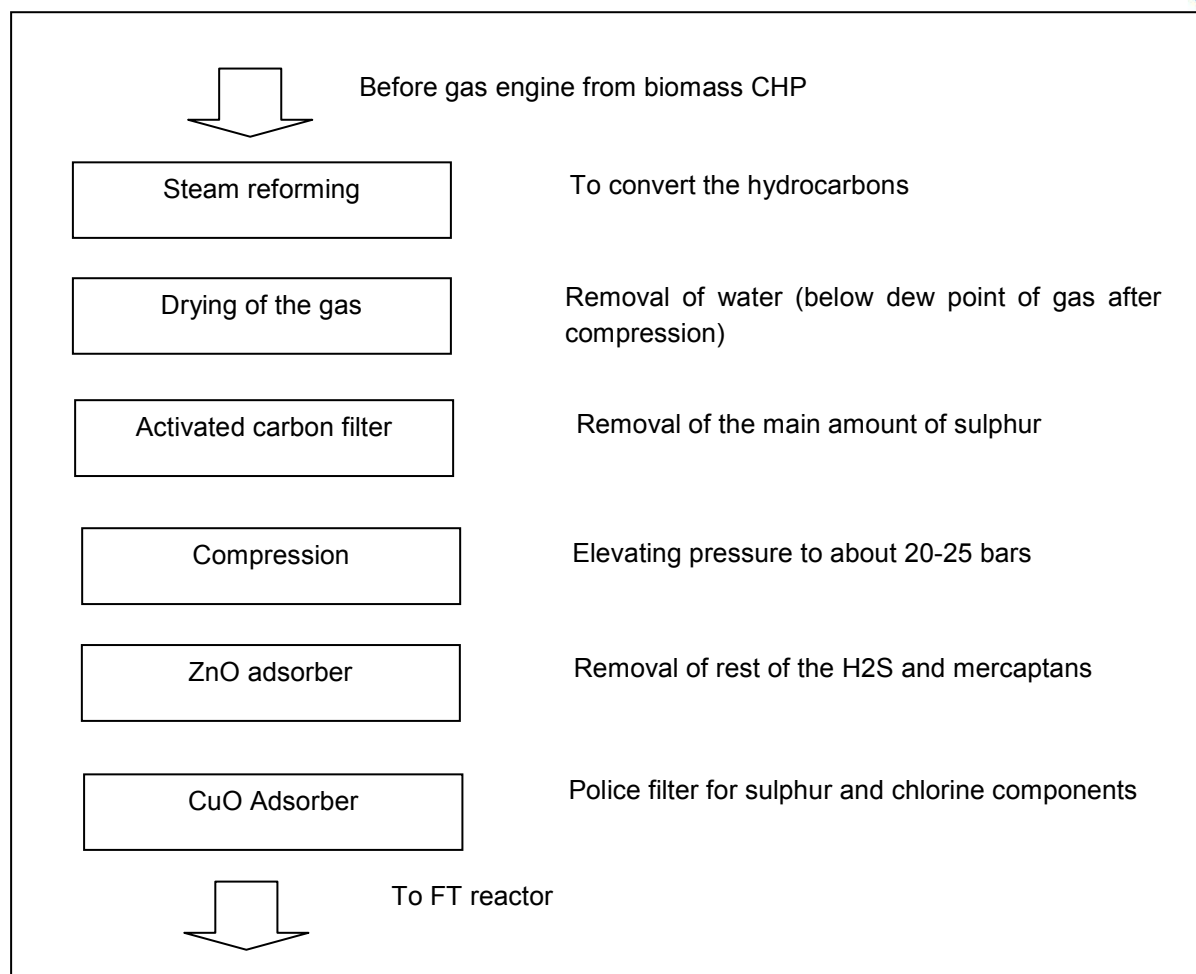 Before gas engine from biomass CHP
Steam reforming
To convert the hydrocarbons
Drying of the gas
Removal of water (below dew point of gas after
compression)
Activated carbon filter
Removal of the main amount of sulphur
Compression
Elevating pressure to about 20-25 bars
ZnO adsorber
Removal of rest of the H2S and mercaptans
CuO Adsorber
Police filter for sulphur and chlorine components
To FT reactor